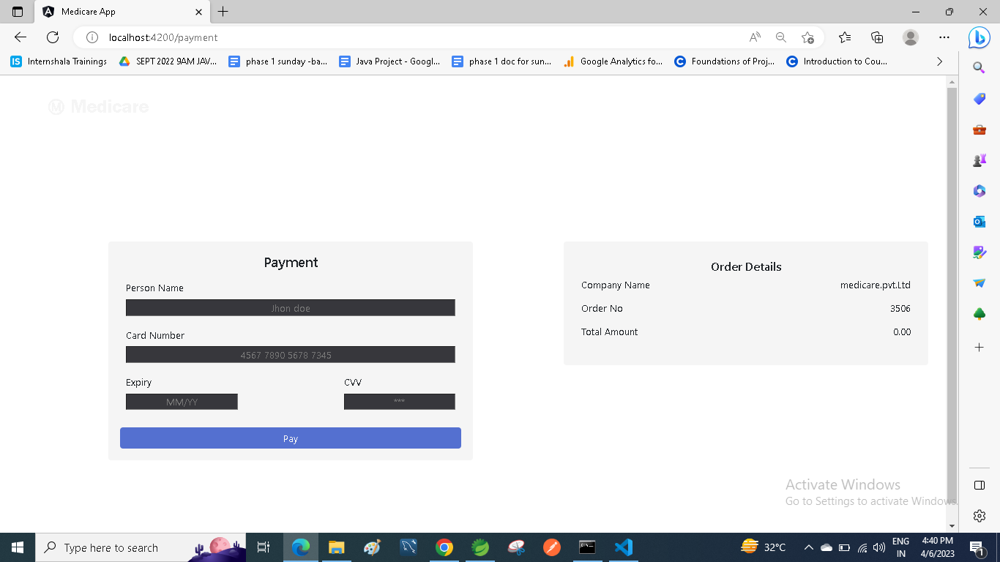 Medicare App
localhost:4200/payment
Internshala Trainings
SEPT 2022 9AM JAV...
phase 1 sunday -ba...
Java Project - Googl...
phase 1 doc for sun...
Google Analytics fo...
Foundations of Proj...
Introduction to Cou...
Medicare
Payment
Person Name
Jhon doe
Card Number
4567 7890 5678 7345
Expiry
CVV
MM/YY
***
Pay
Order Details
Company Name medicare.pvt.Ltd
Order No 3506
Total Amount 0.00
Activate Windows
Go to Settings to activate Windows.
Type here to search
32°C
ENG
IN
4:40 PM
4/6/2023
1